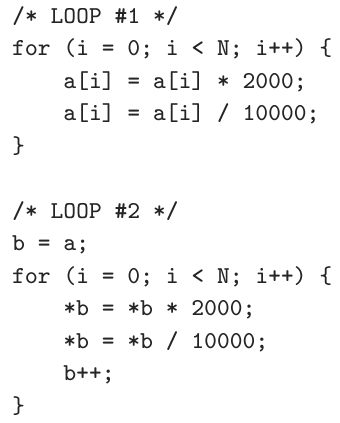 /* LOOP #1 */
for (i = 0; i < N; i++) {
    a[i] = a[i] * 2000;
    a[i] = a[i] / 10000;
}

/* LOOP #2 */
b = a;
for (i = 0; i < N; i++) {
    *b = *b * 2000;
    *b = *b / 10000;
    b++;
}